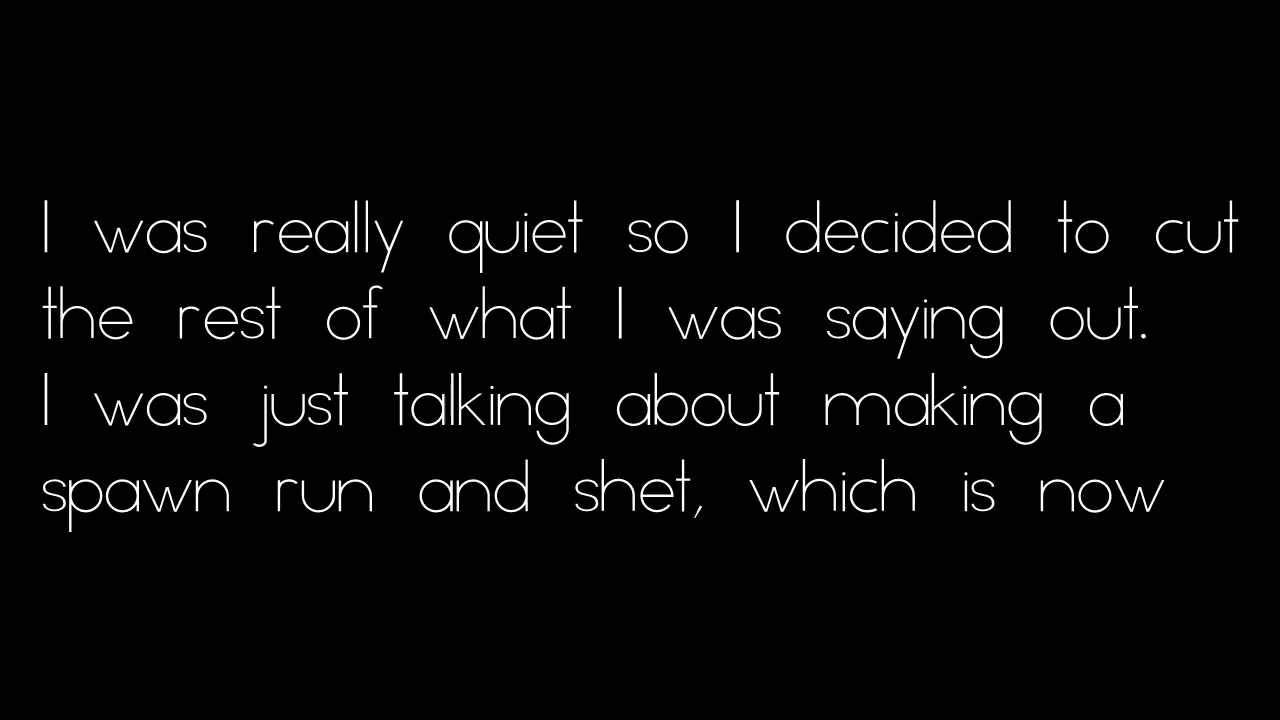 I was really quiet so I decided to cut
the rest of what I was saying out.
I was just talking about making a
spawn run and shet, which is now